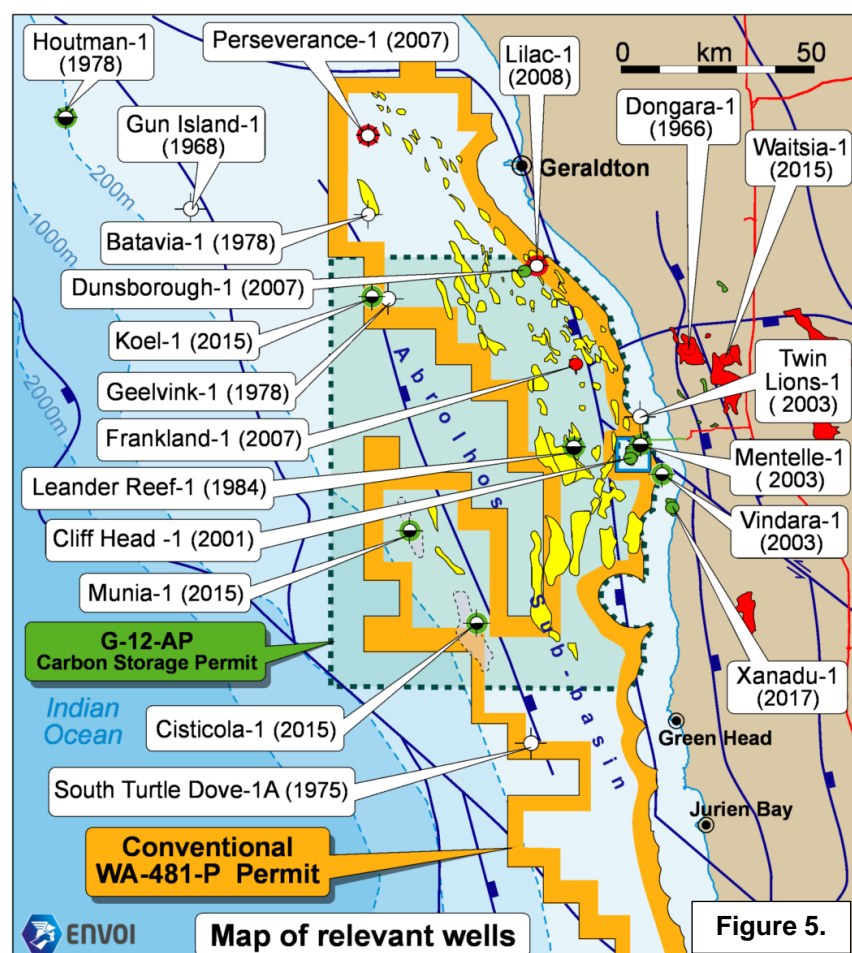 Houtman-1
(1978)
Perseverance-1 (2007)
Lilac-1
(2008)
0 km 50
Gun Island-1
(1968)
Dongara-1
(1966)
Waitsia-1
(2015)
Geraldton
200m
1000m
2000m
Batavia-1 (1978)
Dunsborough-1 (2007)
Koel-1 (2015)
Geelvink-1 (1978)
Frankland-1 (2007)
Leander Reef-1 (1984)
Cliff Head -1 (2001)
Munia-1 (2015)
Twin
Lions-1
( 2003)
Mentelle-1
( 2003)
Vindara-1
(2003)
Abrolhos
Sub-basin
G-12-AP
Carbon Storage Permit
Xanadu-1
(2017)
Indian
Ocean
Cisticola-1 (2015)
Green Head
South Turtle Dove-1A (1975)
Jurien Bay
Conventional
WA-481-P Permit
ENVOI
Map of relevant wells
Figure 5.